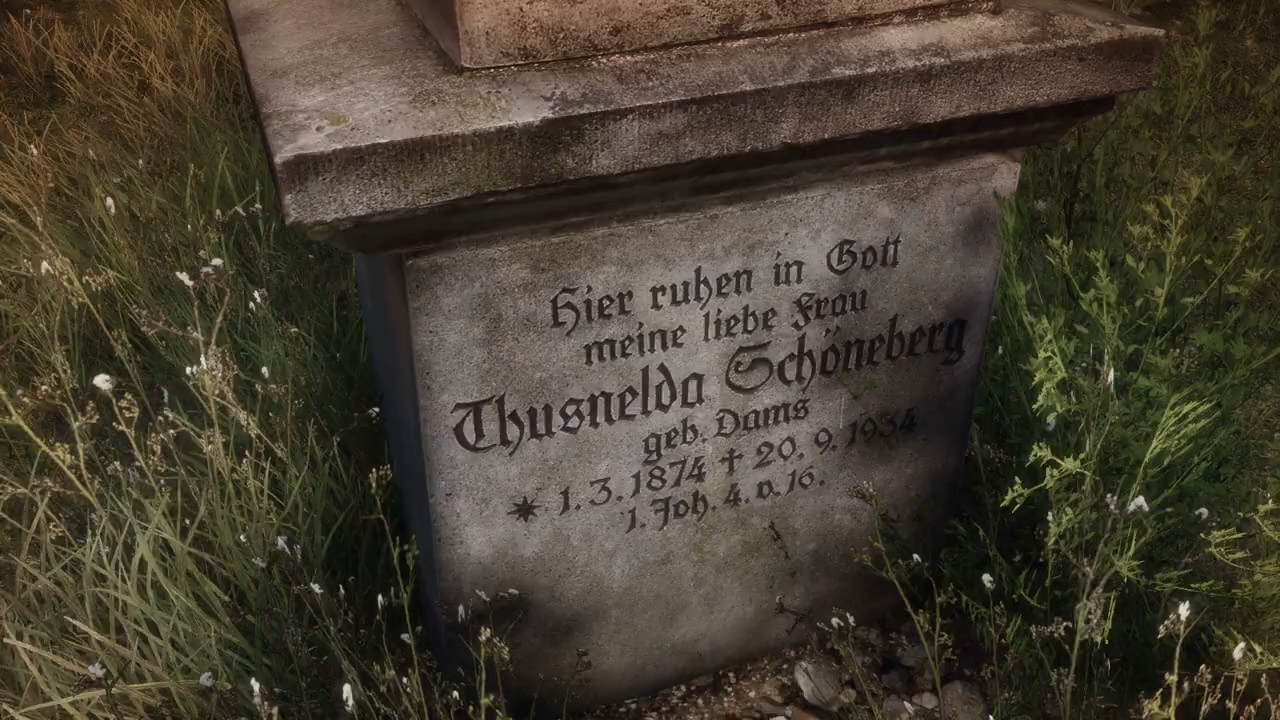 Hier ruhen in Gott
meine liebe Frau
Thusnelda Schöneberg
geb. Dams
* 1. 3. 1874 † 20. 9. 1934
1. Joh. 4. v. 16.